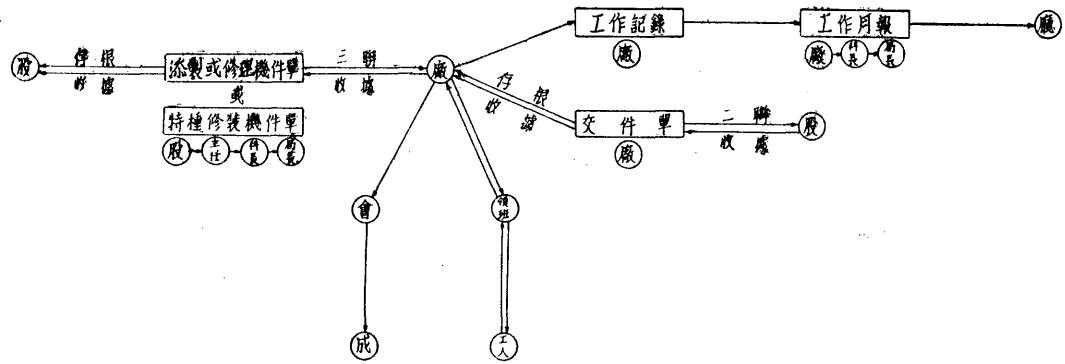 工作記錄
廠
工作月報
廠 科長 局長
廳
股
存根
收據
添製或修理機件單
或
特種修裝機件單
股 主任 科長 局長
三聯
收據
廠
存根
收據
交件單
廠
二聯
收據
股
會
領班
成
工人